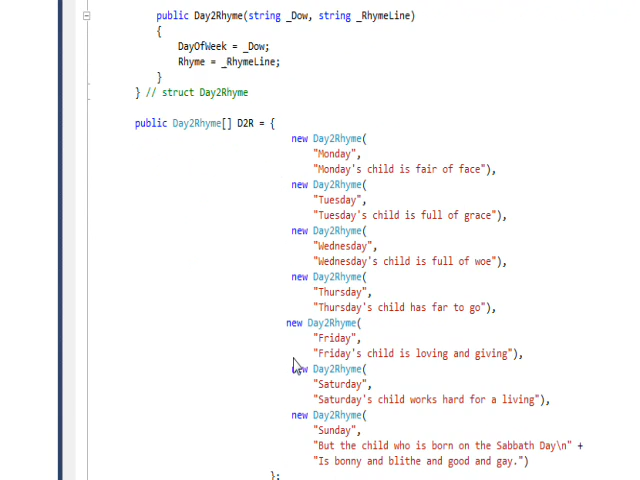 public Day2Rhyme(string _Dow, string _RhymeLine)
{
DayOfWeek = _Dow;
Rhyme = _RhymeLine;
}
} // struct Day2Rhyme
public Day2Rhyme[] D2R = {
new Day2Rhyme(
"Monday",
"Monday's child is fair of face"),
new Day2Rhyme(
"Tuesday",
"Tuesday's child is full of grace"),
new Day2Rhyme(
"Wednesday",
"Wednesday's child is full of woe"),
new Day2Rhyme(
"Thursday",
"Thursday's child has far to go"),
new Day2Rhyme(
"Friday",
"Friday's child is loving and giving"),
new Day2Rhyme(
"Saturday",
"Saturday's child works hard for a living"),
new Day2Rhyme(
"Sunday",
"But the child who is born on the Sabbath Day\n" +
"Is bonny and blithe and good and gay.")
};